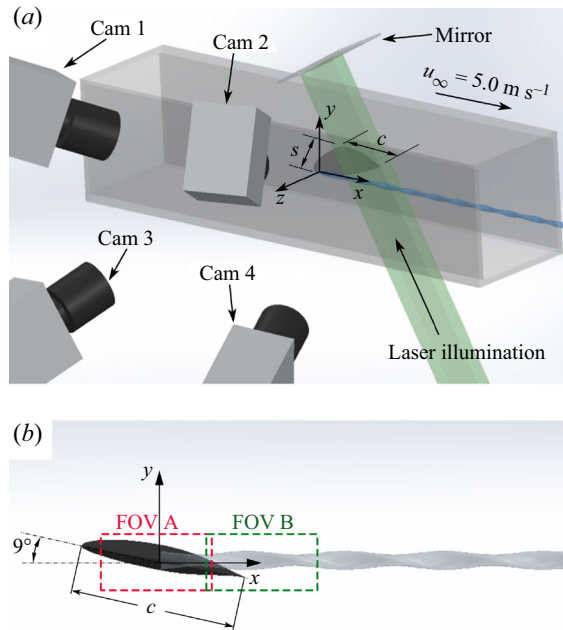 (a)
Cam 1
Cam 2
Mirror
u∞ = 5.0 m s−1
y
s
c
z
x
Cam 3
Cam 4
Laser illumination
(b)
y
FOV A
FOV B
9°
x
c